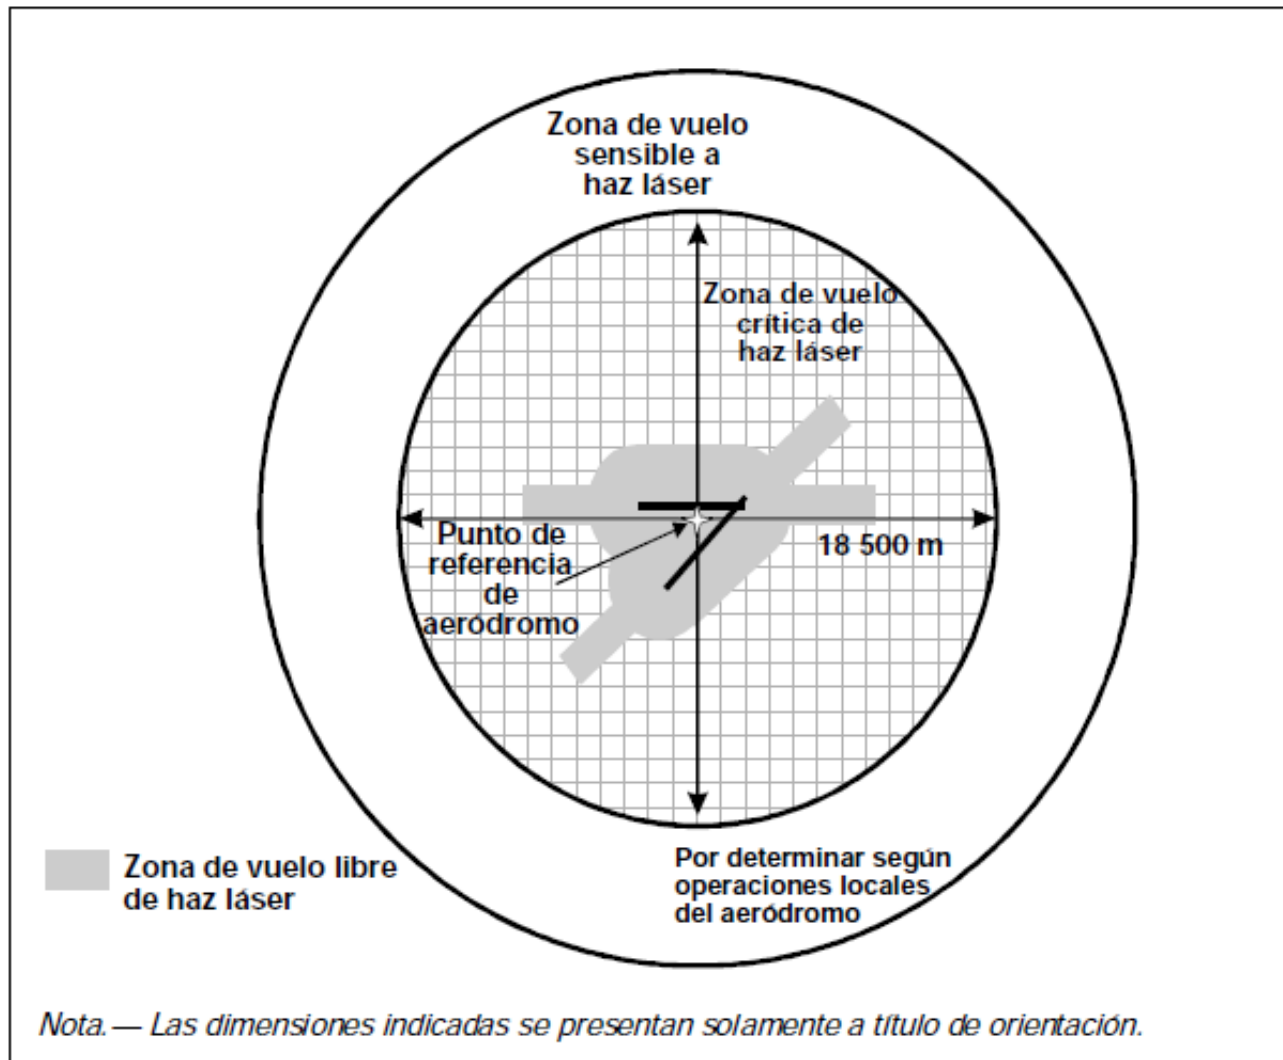 Zona de vuelo
sensible a
haz láser
Zona de vuelo
crítica de
haz láser
Punto de
referencia
de
aeródromo
18 500 m
Por determinar según
operaciones locales
del aeródromo
Zona de vuelo libre
de haz láser
Nota.— Las dimensiones indicadas se presentan solamente a título de orientación.